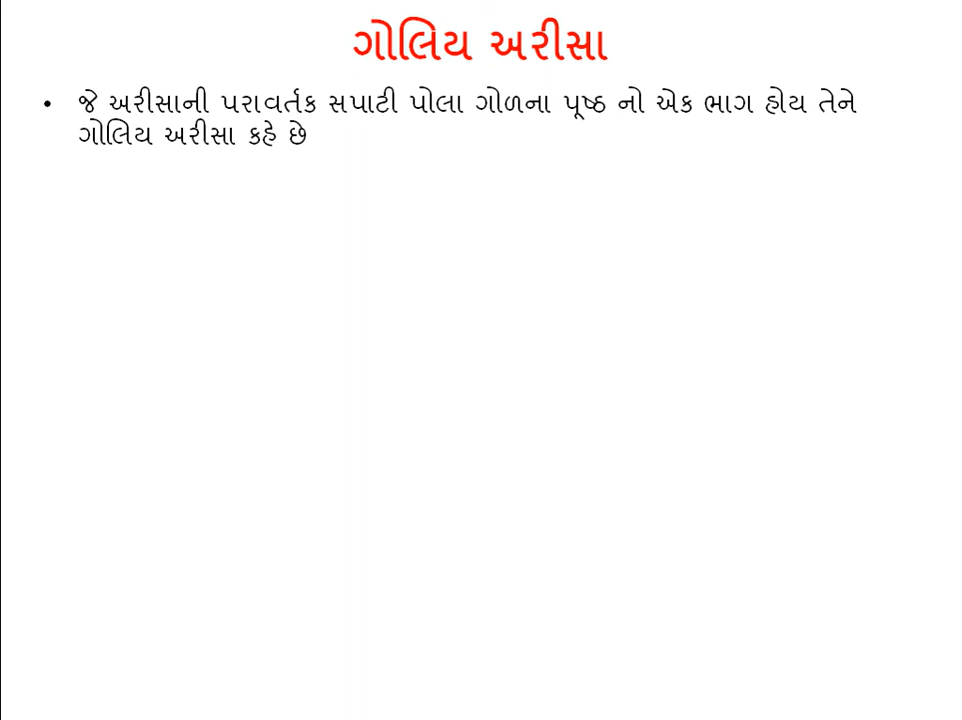 ગોલિય અરીસા
• જે અરીસાની પરાવર્તક સપાટી પોલા ગોળના પૃષ્ઠ નો એક ભાગ હોય તેને
ગોલિય અરીસા કહે છે